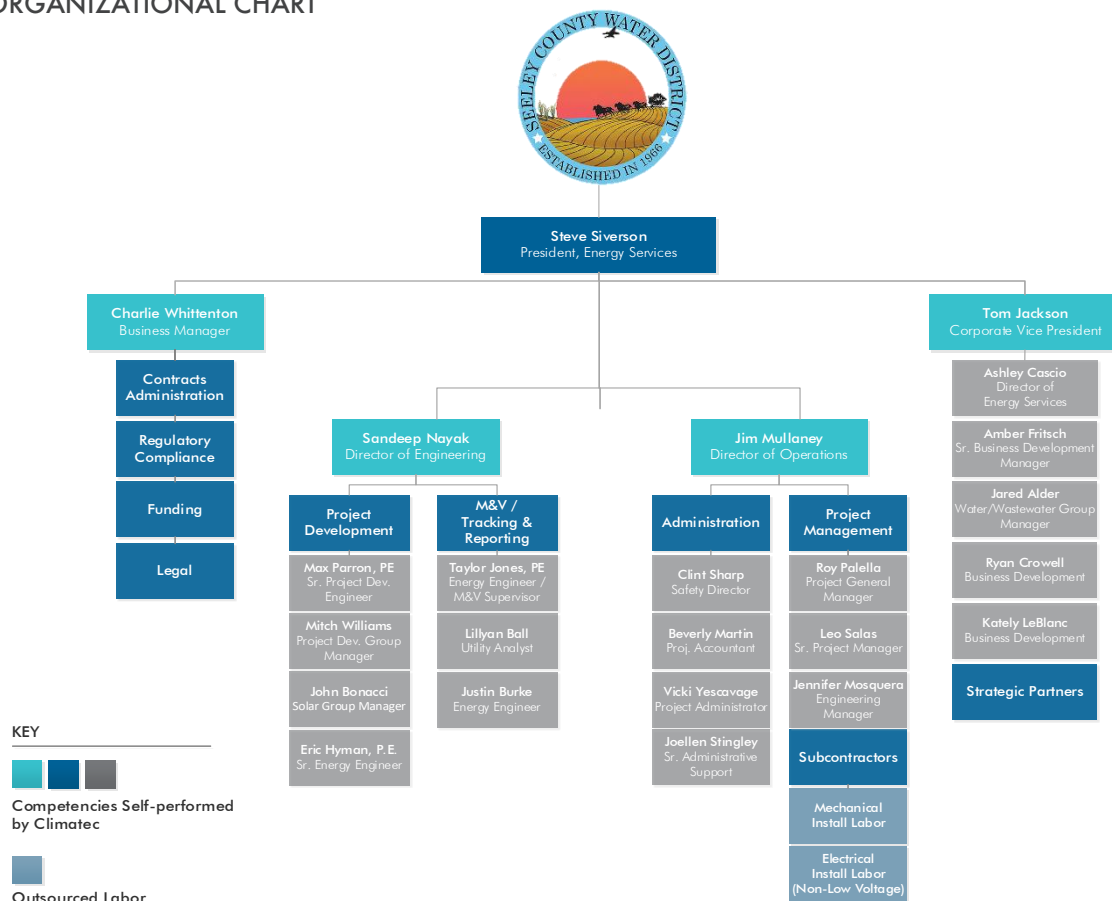 ORGANIZATIONAL CHART
SEELEY COUNTY WATER DISTRICT
ESTABLISHED IN 1966
Steve Siverson
President, Energy Services
Charlie Whittenton
Business Manager
Contracts
Administration
Regulatory
Compliance
Funding
Legal
Sandeep Nayak
Director of Engineering
Project
Development
Max Parron, PE
Sr. Project Dev.
Engineer
Mitch Williams
Project Dev. Group
Manager
John Bonacci
Solar Group Manager
Eric Hyman, P.E.
Sr. Energy Engineer
M&V /
Tracking &
Reporting
Taylor Jones, PE
Energy Engineer /
M&V Supervisor
Lillyan Ball
Utility Analyst
Justin Burke
Energy Engineer
Jim Mullaney
Director of Operations
Administration
Clint Sharp
Safety Director
Beverly Martin
Proj. Accountant
Vicki Yescavage
Project Administrator
Joellen Stingley
Sr. Administrative
Support
Project
Management
Roy Palella
Project General
Manager
Leo Salas
Sr. Project Manager
Jennifer Mosquera
Engineering
Manager
Subcontractors
Mechanical
Install Labor
Electrical
Install Labor
(Non-Low Voltage)
Tom Jackson
Corporate Vice President
Ashley Cascio
Director of
Energy Services
Amber Fritsch
Sr. Business Development
Manager
Jared Alder
Water/Wastewater Group
Manager
Ryan Crowell
Business Development
Kately LeBlanc
Business Development
Strategic Partners
KEY
Competencies Self-performed
by Climatec
Outsourced Labor